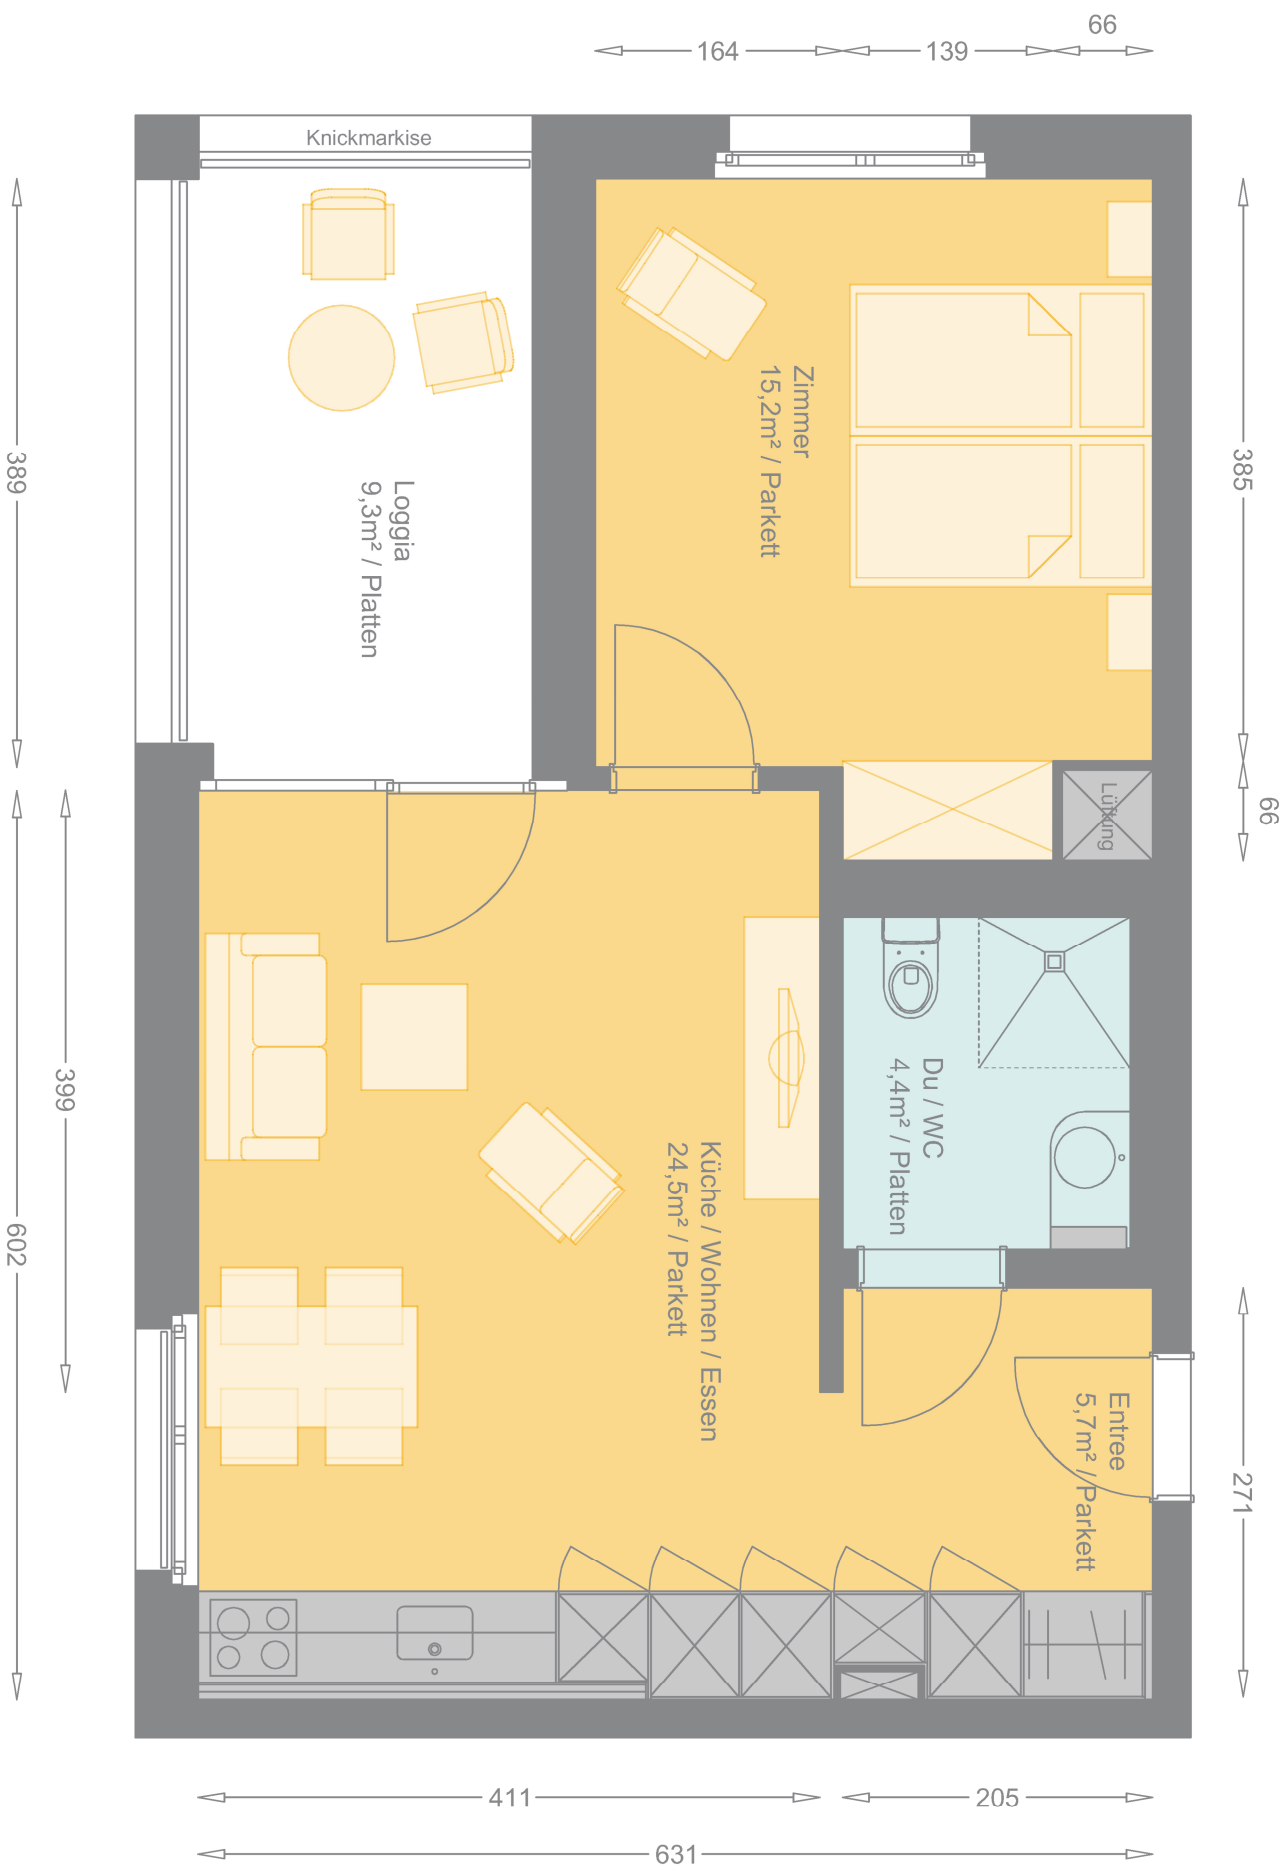 66
164
139
Knickmarkise
Zimmer
15,2m² / Parkett
389
385
Loggia
9,3m² / Platten
Lüftung
66
399
Du / WC
4,4m² / Platten
Küche / Wohnen / Essen
24,5m² / Parkett
602
Entree
5,7m² / Parkett
271
411
205
631